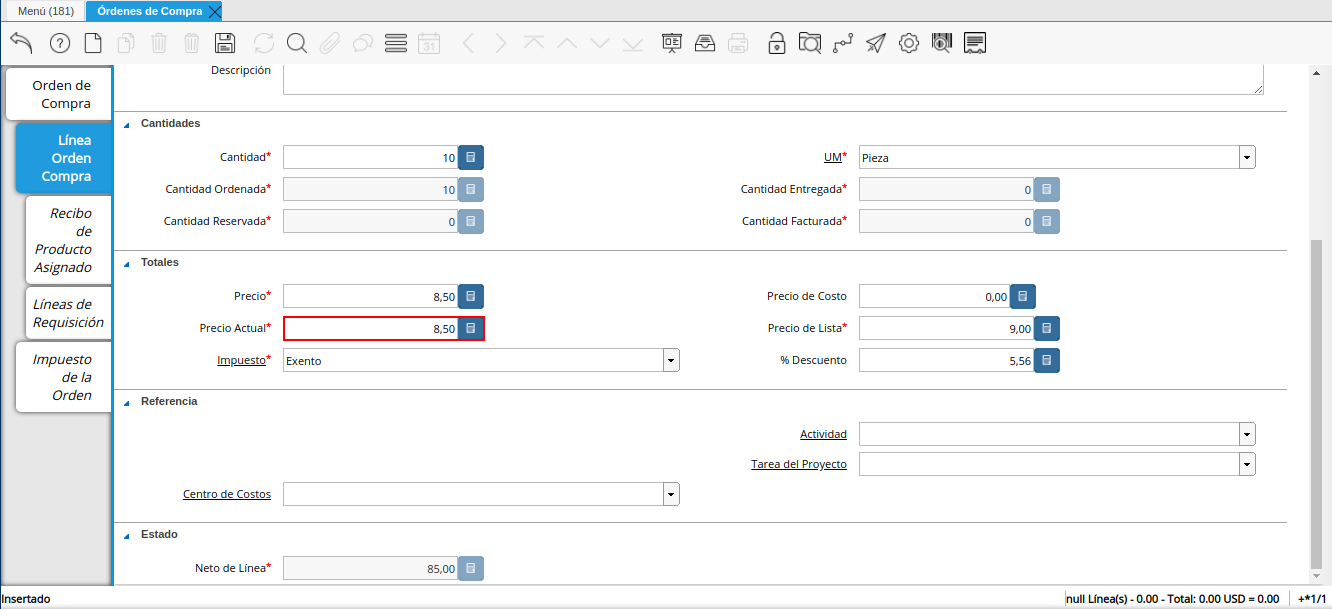 Menú (181)
Órdenes de Compra
31
Orden de
Compra
Línea
Orden
Compra
Recibo
de
Producto
Asignado
Líneas de
Requisición
Impuesto
de la
Orden
Descripción
Cantidades
Cantidad* 10
UM* Pieza
Cantidad Ordenada* 10
Cantidad Entregada* 0
Cantidad Reservada* 0
Cantidad Facturada* 0
Totales
Precio* 8,50
Precio de Costo 0,00
Precio Actual* 8,50
Precio de Lista* 9,00
Impuesto* Exento
% Descuento 5,56
Referencia
Actividad
Tarea del Proyecto
Centro de Costos
Estado
Neto de Línea* 85,00
Insertado
null Línea(s) - 0.00 - Total: 0.00 USD = 0.00
+*1/1